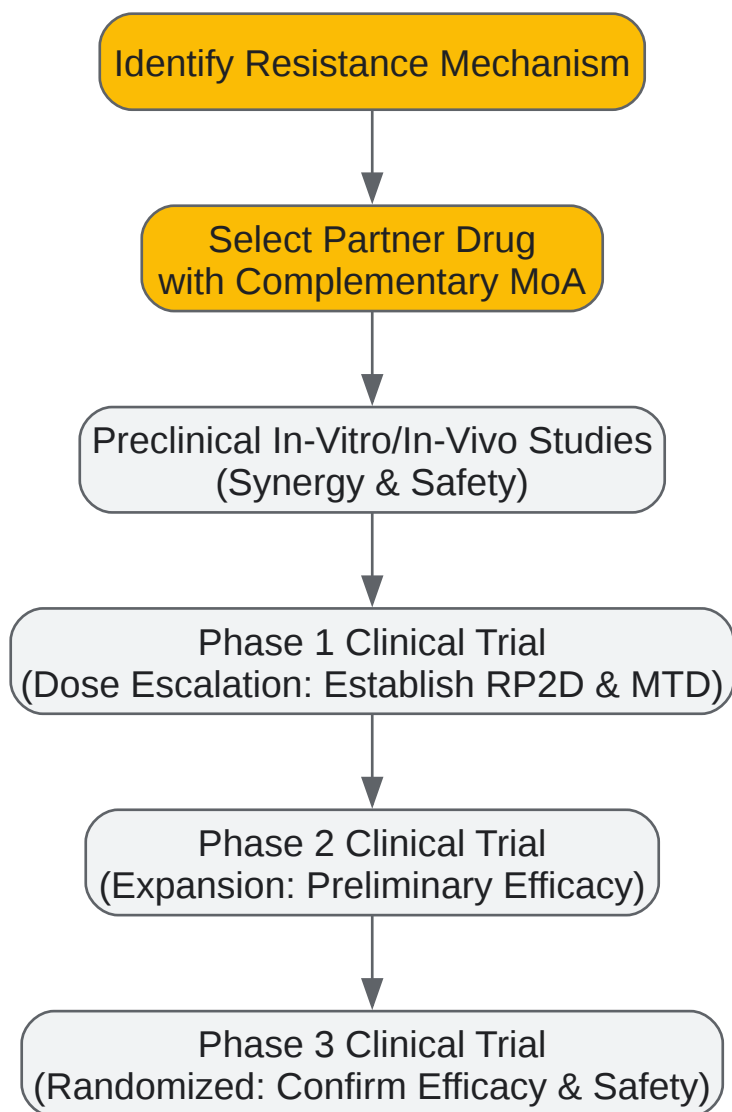 Identify Resistance Mechanism
Select Partner Drug
with Complementary MoA
Preclinical In-Vitro/In-Vivo Studies
(Synergy & Safety)
Phase 1 Clinical Trial
(Dose Escalation: Establish RP2D & MTD)
Phase 2 Clinical Trial
(Expansion: Preliminary Efficacy)
Phase 3 Clinical Trial
(Randomized: Confirm Efficacy & Safety)